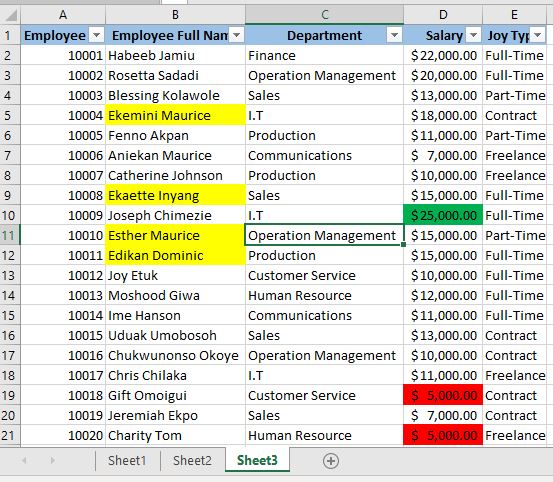 A B C D E
1 Employee Employee Full Nam Department Salary Joy Typ
2 10001 Habeeb Jamiu Finance $22,000.00 Full-Time
3 10002 Rosetta Sadadi Operation Management $20,000.00 Full-Time
4 10003 Blessing Kolawole Sales $13,000.00 Part-Time
5 10004 Ekemini Maurice I.T $18,000.00 Contract
6 10005 Fenno Akpan Production $11,000.00 Part-Time
7 10006 Aniekan Maurice Communications $ 7,000.00 Freelance
8 10007 Catherine Johnson Production $10,000.00 Freelance
9 10008 Ekaette Inyang Sales $15,000.00 Full-Time
10 10009 Joseph Chimezie I.T $25,000.00 Full-Time
11 10010 Esther Maurice Operation Management $15,000.00 Part-Time
12 10011 Edikan Dominic Production $15,000.00 Full-Time
13 10012 Joy Etuk Customer Service $10,000.00 Full-Time
14 10013 Moshood Giwa Human Resource $12,000.00 Full-Time
15 10014 Ime Hanson Communications $11,000.00 Full-Time
16 10015 Uduak Umobosoh Sales $13,000.00 Contract
17 10016 Chukwunonso Okoye Operation Management $10,000.00 Contract
18 10017 Chris Chilaka I.T $11,000.00 Freelance
19 10018 Gift Omoigui Customer Service $ 5,000.00 Contract
20 10019 Jeremiah Ekpo Sales $ 7,000.00 Contract
21 10020 Charity Tom Human Resource $ 5,000.00 Freelance
Sheet1 Sheet2 Sheet3